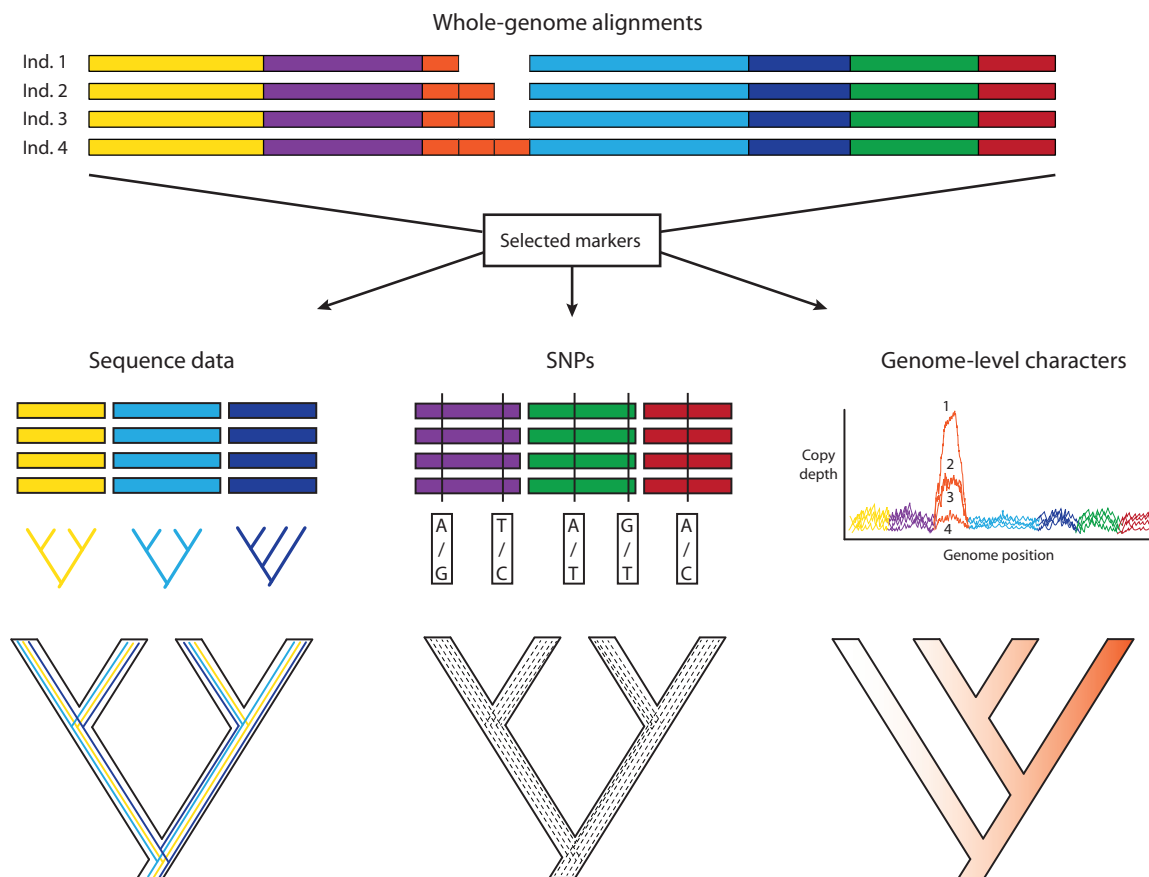 Whole-genome alignments
Ind. 1
Ind. 2
Ind. 3
Ind. 4
Selected markers
Sequence data
SNPs
Genome-level characters
A/G
T/C
A/T
G/T
A/C
Copy
depth
1
2
3
4
Genome position